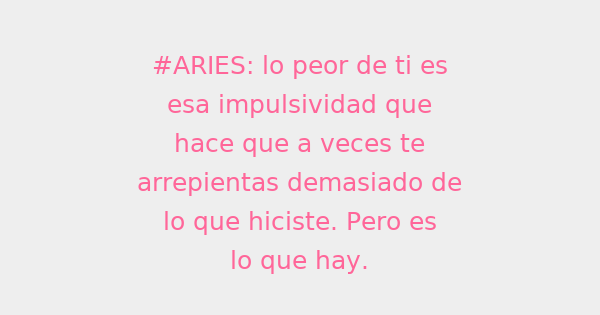 #ARIES: lo peor de ti es
esa impulsividad que
hace que a veces te
arrepientas demasiado de
lo que hiciste. Pero es
lo que hay.